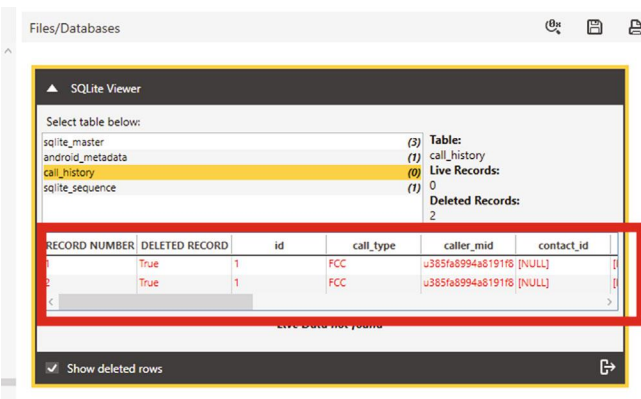 Files/Databases
SQLite Viewer
Select table below:
sqlite_master (3)
android_metadata (1)
call_history (0)
sqlite_sequence (1)
Table:
call_history
Live Records:
0
Deleted Records:
2
RECORD NUMBER DELETED RECORD id call_type caller_mid contact_id
1 True 1 FCC u385fa8994a8191f8 [NULL]
2 True 1 FCC u385fa8994a8191f8 [NULL]
Live Data not found
Show deleted rows